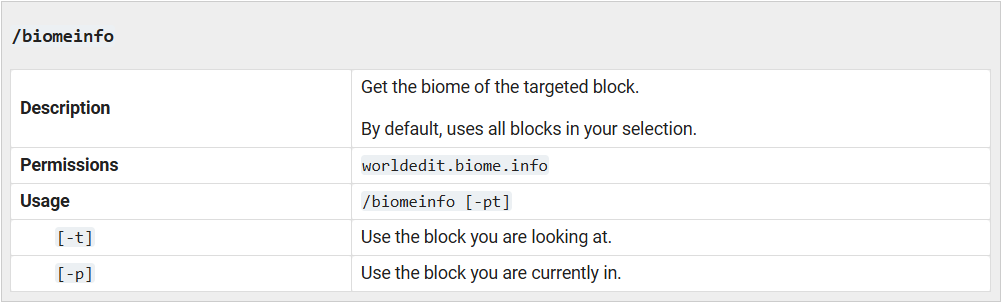 /biomeinfo
Description
Get the biome of the targeted block.
By default, uses all blocks in your selection.
Permissions
worldedit.biome.info
Usage
/biomeinfo [-pt]
[-t]
Use the block you are looking at.
[-p]
Use the block you are currently in.